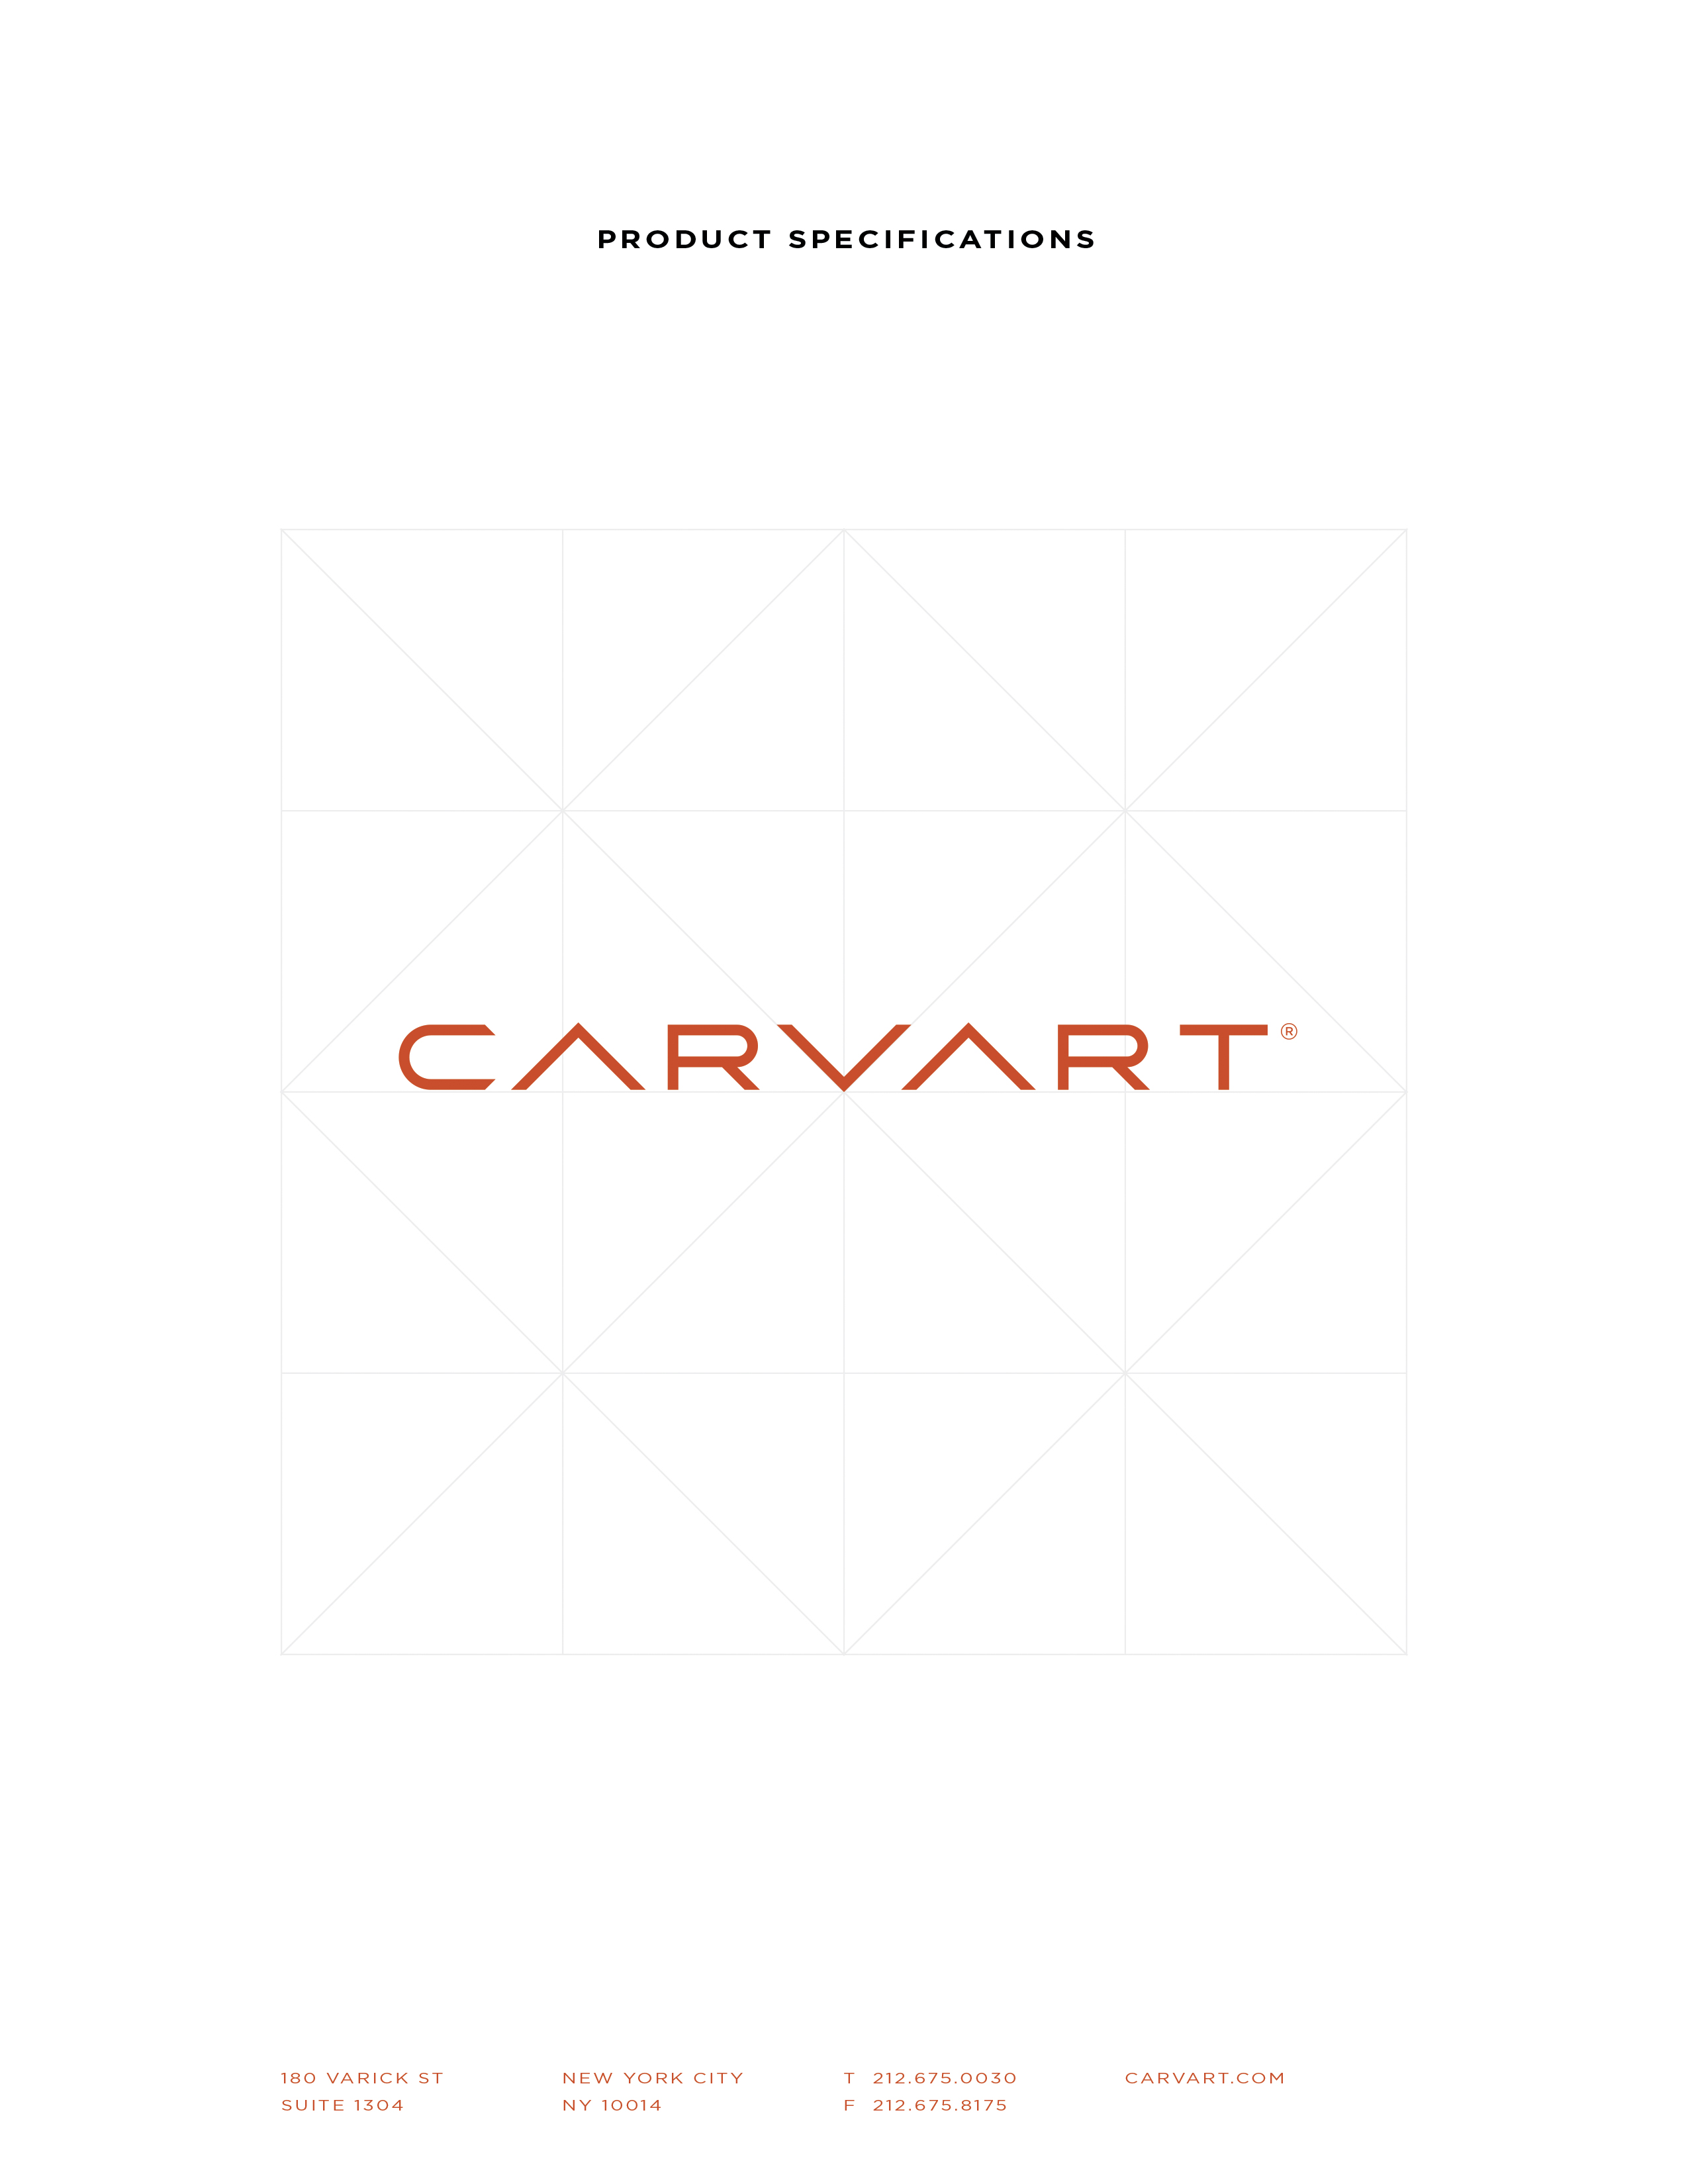 PRODUCT SPECIFICATIONS
CARVART®
180 VARICK ST
SUITE 1304
NEW YORK CITY
NY 10014
T 212.675.0030
F 212.675.8175
CARVART.COM